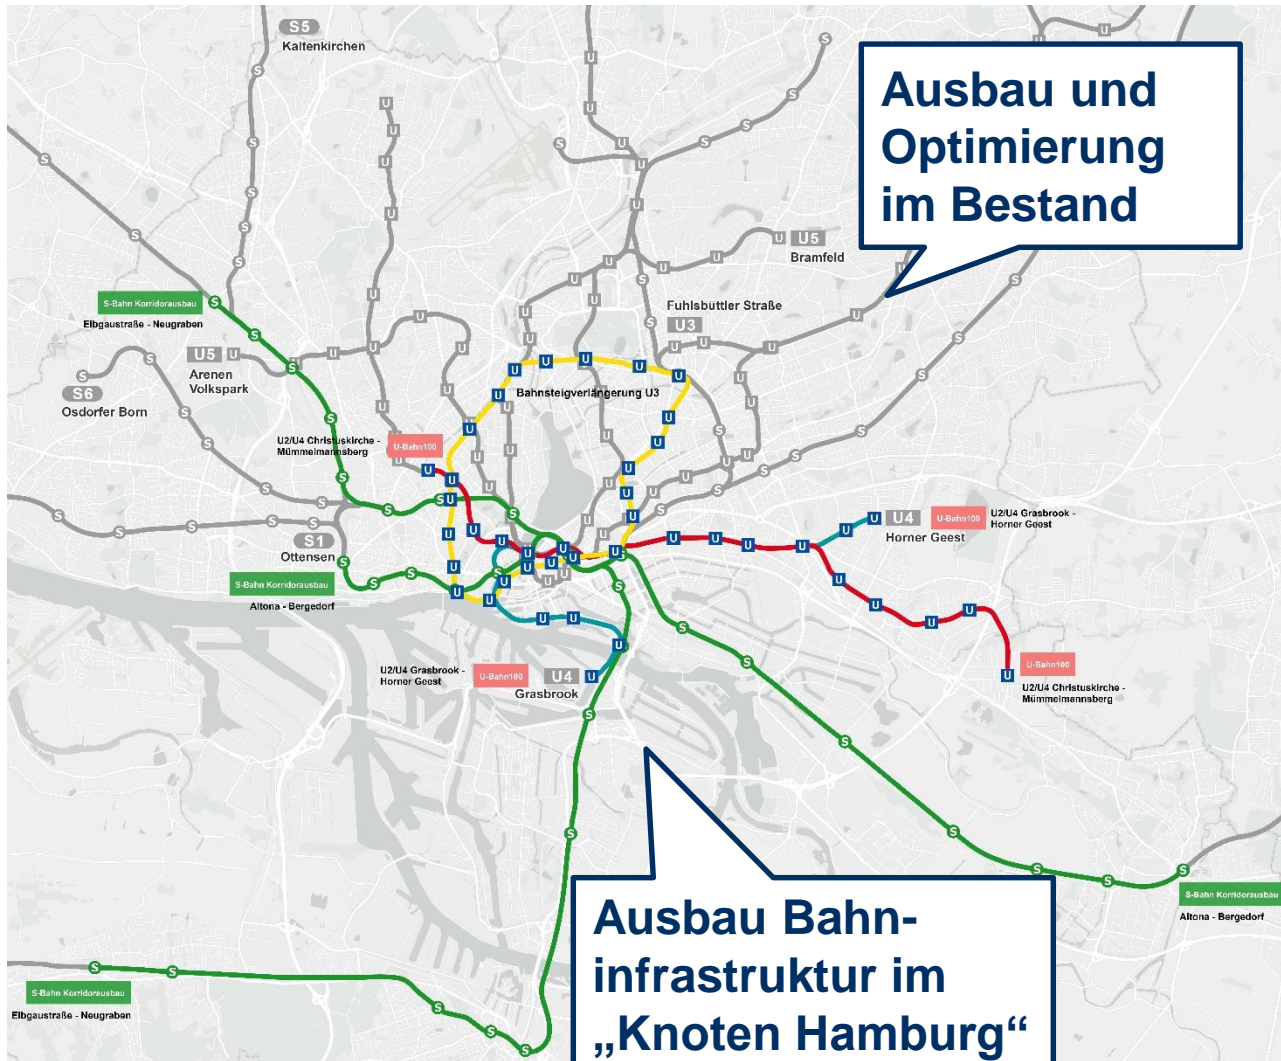 S5
Kaltenkirchen
Ausbau und
Optimierung
im Bestand
U5
Bramfeld
S-Bahn Korridorausbau
Elbgaustraße - Neugraben
Fuhlsbüttler Straße
U3
U5
Arenen
Volkspark
S6
Osdorfer Born
Bahnsteigverlängerung U3
U2/U4 Christuskirche -
Mümmelmannsberg
U-Bahn100
U4
Horner Geest
U-Bahn100
U2/U4 Grasbrook -
Horner Geest
S1
Ottensen
S-Bahn Korridorausbau
Altona - Bergedorf
U2/U4 Grasbrook -
Horner Geest
U-Bahn100
U4
Grasbrook
U-Bahn100
U2/U4 Christuskirche -
Mümmelmannsberg
S-Bahn Korridorausbau
Altona - Bergedorf
Ausbau Bahn-
infrastruktur im
„Knoten Hamburg“
S-Bahn Korridorausbau
Elbgaustraße - Neugraben